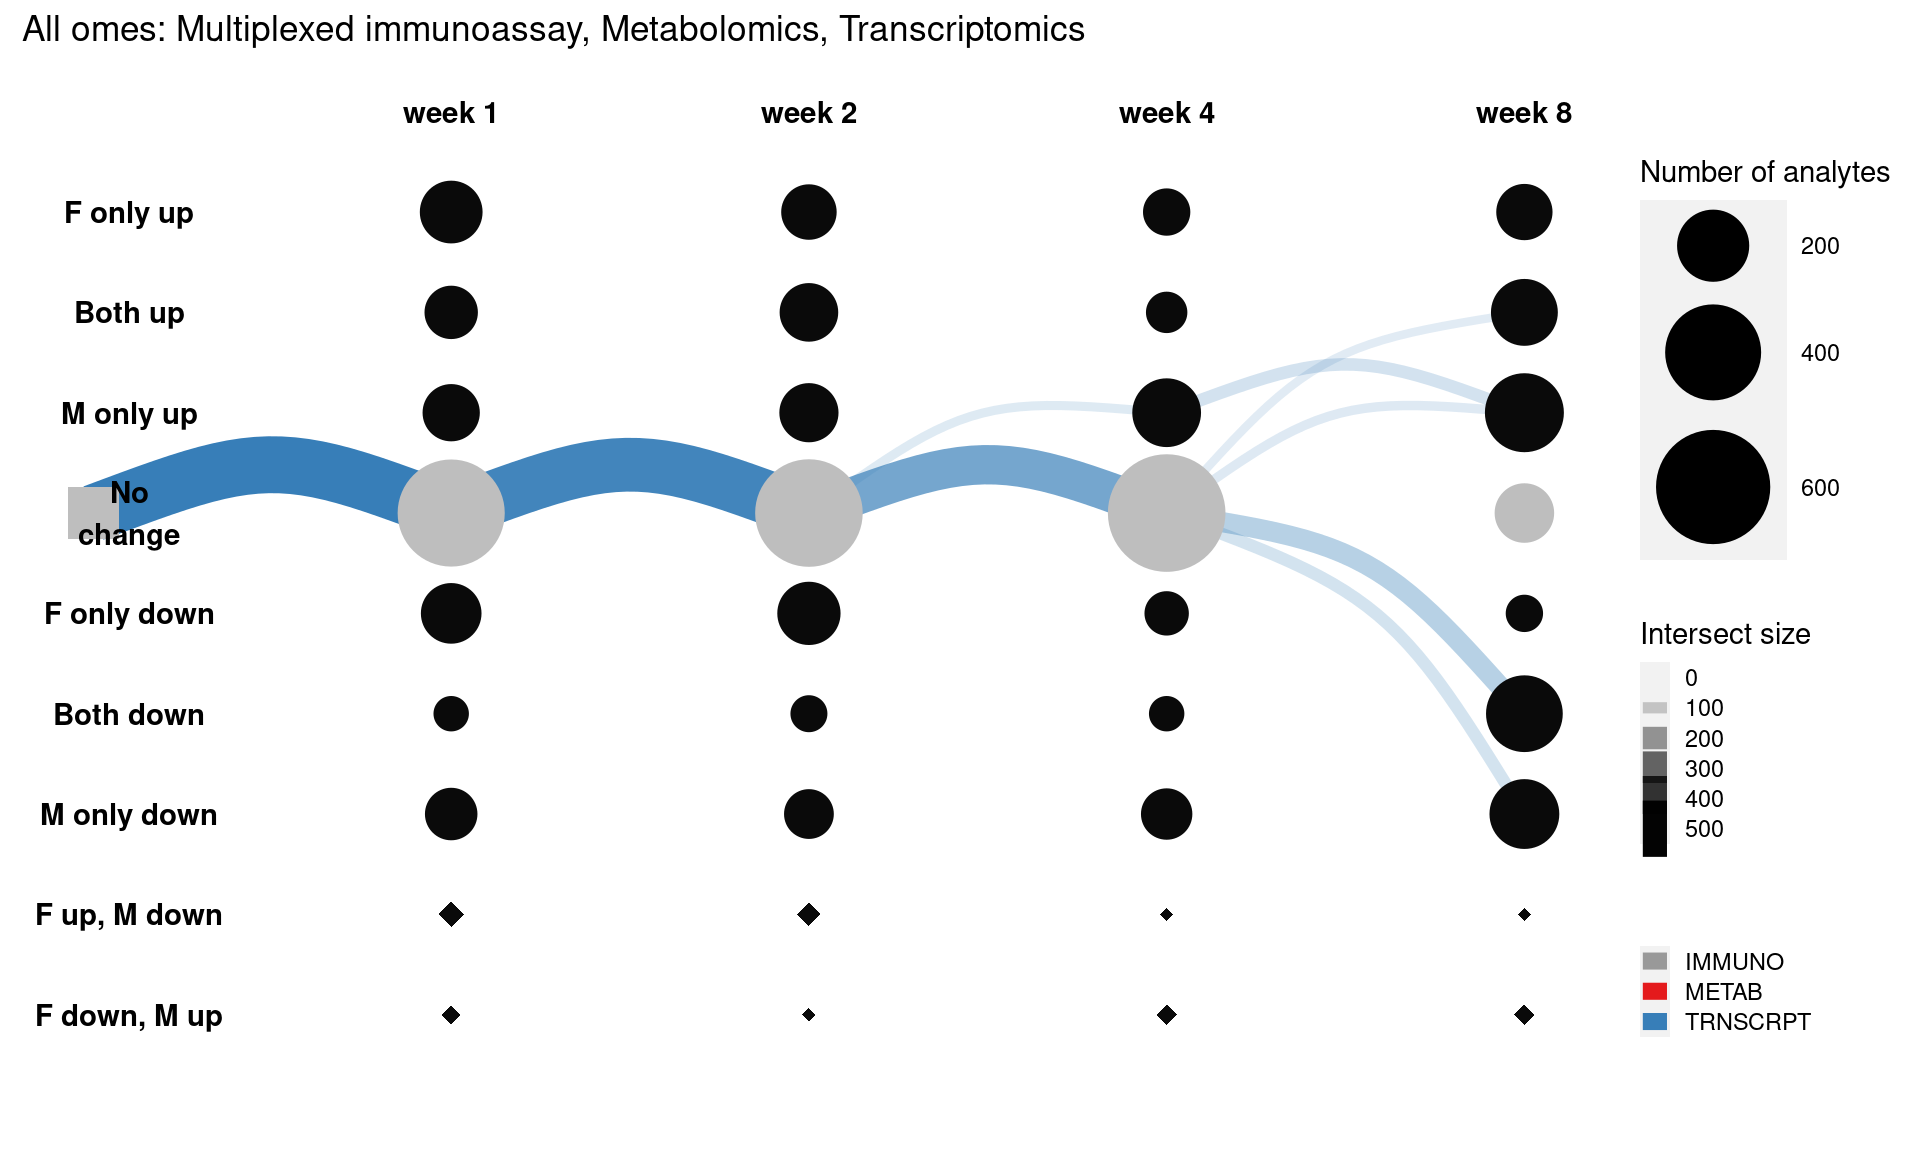 All omes: Multiplexed immunoassay, Metabolomics, Transcriptomics
week 1
week 2
week 4
week 8
F only up
Both up
M only up
No
change
F only down
Both down
M only down
F up, M down
F down, M up
Number of analytes
200
400
600
Intersect size
0
100
200
300
400
500
IMMUNO
METAB
TRNSCRPT